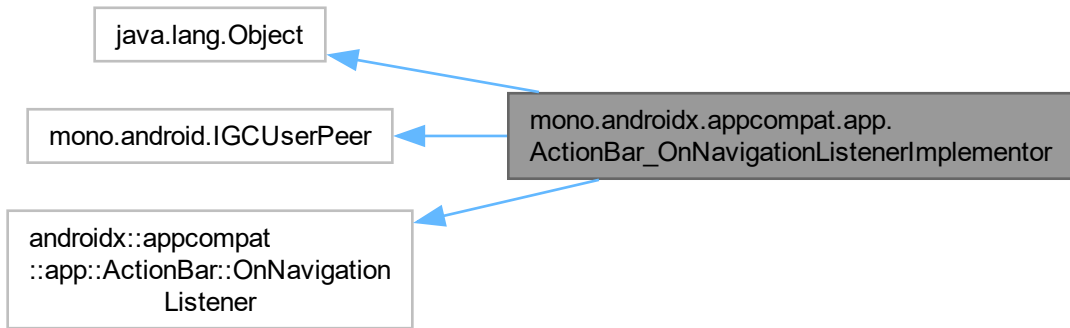 java.lang.Object
mono.android.IGCUserPeer
androidx::appcompat
::app::ActionBar::OnNavigation
Listener
mono.androidx.appcompat.app.
ActionBar_OnNavigationListenerImplementor